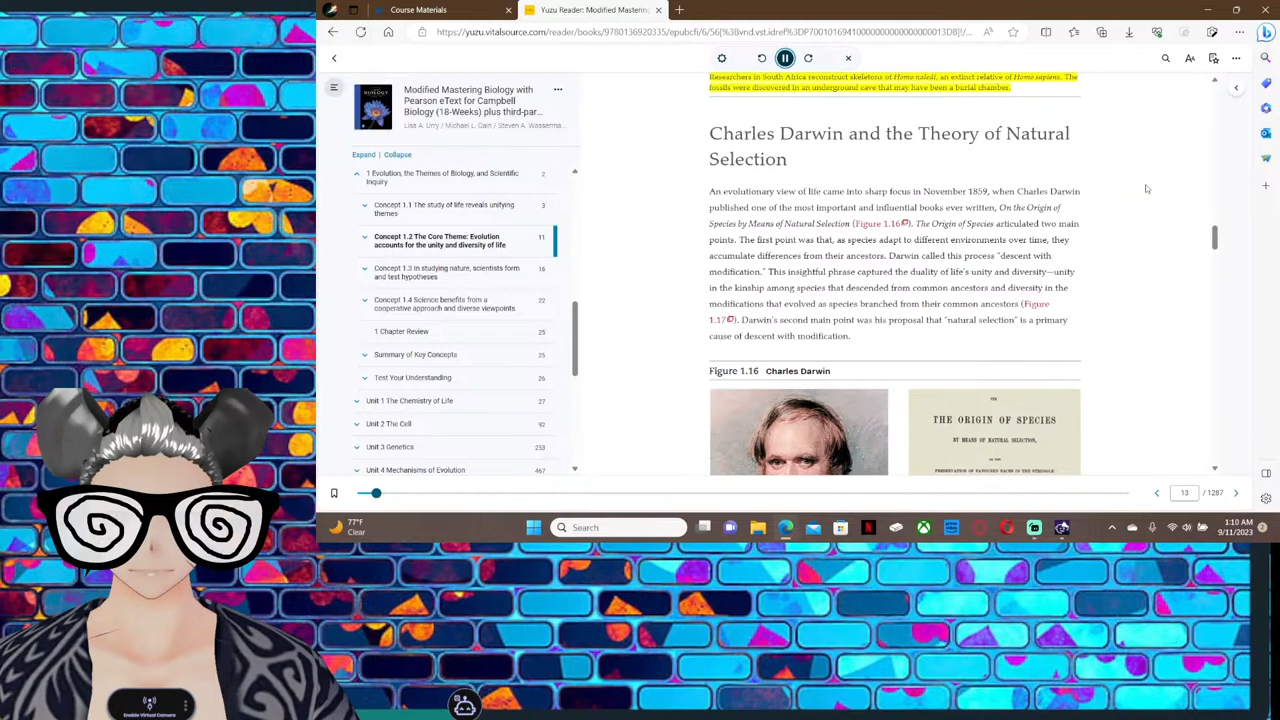 Course Materials
Yuzu Reader: Modified Mastering
https://yuzu.vitalsource.com/reader/books/9780136920335/epubcfi/6/56[%3Bvnd.vst.idref%3DP70010169410000000000000000013D8]!/...
Modified Mastering Biology with
Pearson eText for Campbell
Biology (18-Weeks) plus third-par...
Lisa A. Urry / Michael L. Cain / Steven A. Wasserma...
Expand | Collapse
1 Evolution, the Themes of Biology, and Scientific 2
Inquiry
Concept 1.1 The study of life reveals unifying 3
themes
Concept 1.2 The Core Theme: Evolution 11
accounts for the unity and diversity of life
Concept 1.3 In studying nature, scientists form 16
and test hypotheses
Concept 1.4 Science benefits from a 22
cooperative approach and diverse viewpoints
1 Chapter Review 25
Summary of Key Concepts 25
Test Your Understanding 26
Unit 1 The Chemistry of Life 27
Unit 2 The Cell 92
Unit 3 Genetics 253
Unit 4 Mechanisms of Evolution 467
Researchers in South Africa reconstruct skeletons of Homo naledi, an extinct relative of Homo sapiens. The
fossils were discovered in an underground cave that may have been a burial chamber.
Charles Darwin and the Theory of Natural
Selection
An evolutionary view of life came into sharp focus in November 1859, when Charles Darwin
published one of the most important and influential books ever written, On the Origin of
Species by Means of Natural Selection (Figure 1.16). The Origin of Species articulated two main
points. The first point was that, as species adapt to different environments over time, they
accumulate differences from their ancestors. Darwin called this process “descent with
modification.” This insightful phrase captured the duality of life’s unity and diversity—unity
in the kinship among species that descended from common ancestors and diversity in the
modifications that evolved as species branched from their common ancestors (Figure
1.17). Darwin’s second main point was his proposal that “natural selection” is a primary
cause of descent with modification.
Figure 1.16 Charles Darwin
THE ORIGIN OF SPECIES
BY MEANS OF NATURAL SELECTION,
PRESERVATION OF FAVOURED RACES IN THE STRUGGLE
13 / 1287
77°F
Clear
Search
1:10 AM
9/11/2023
Enable Virtual Camera